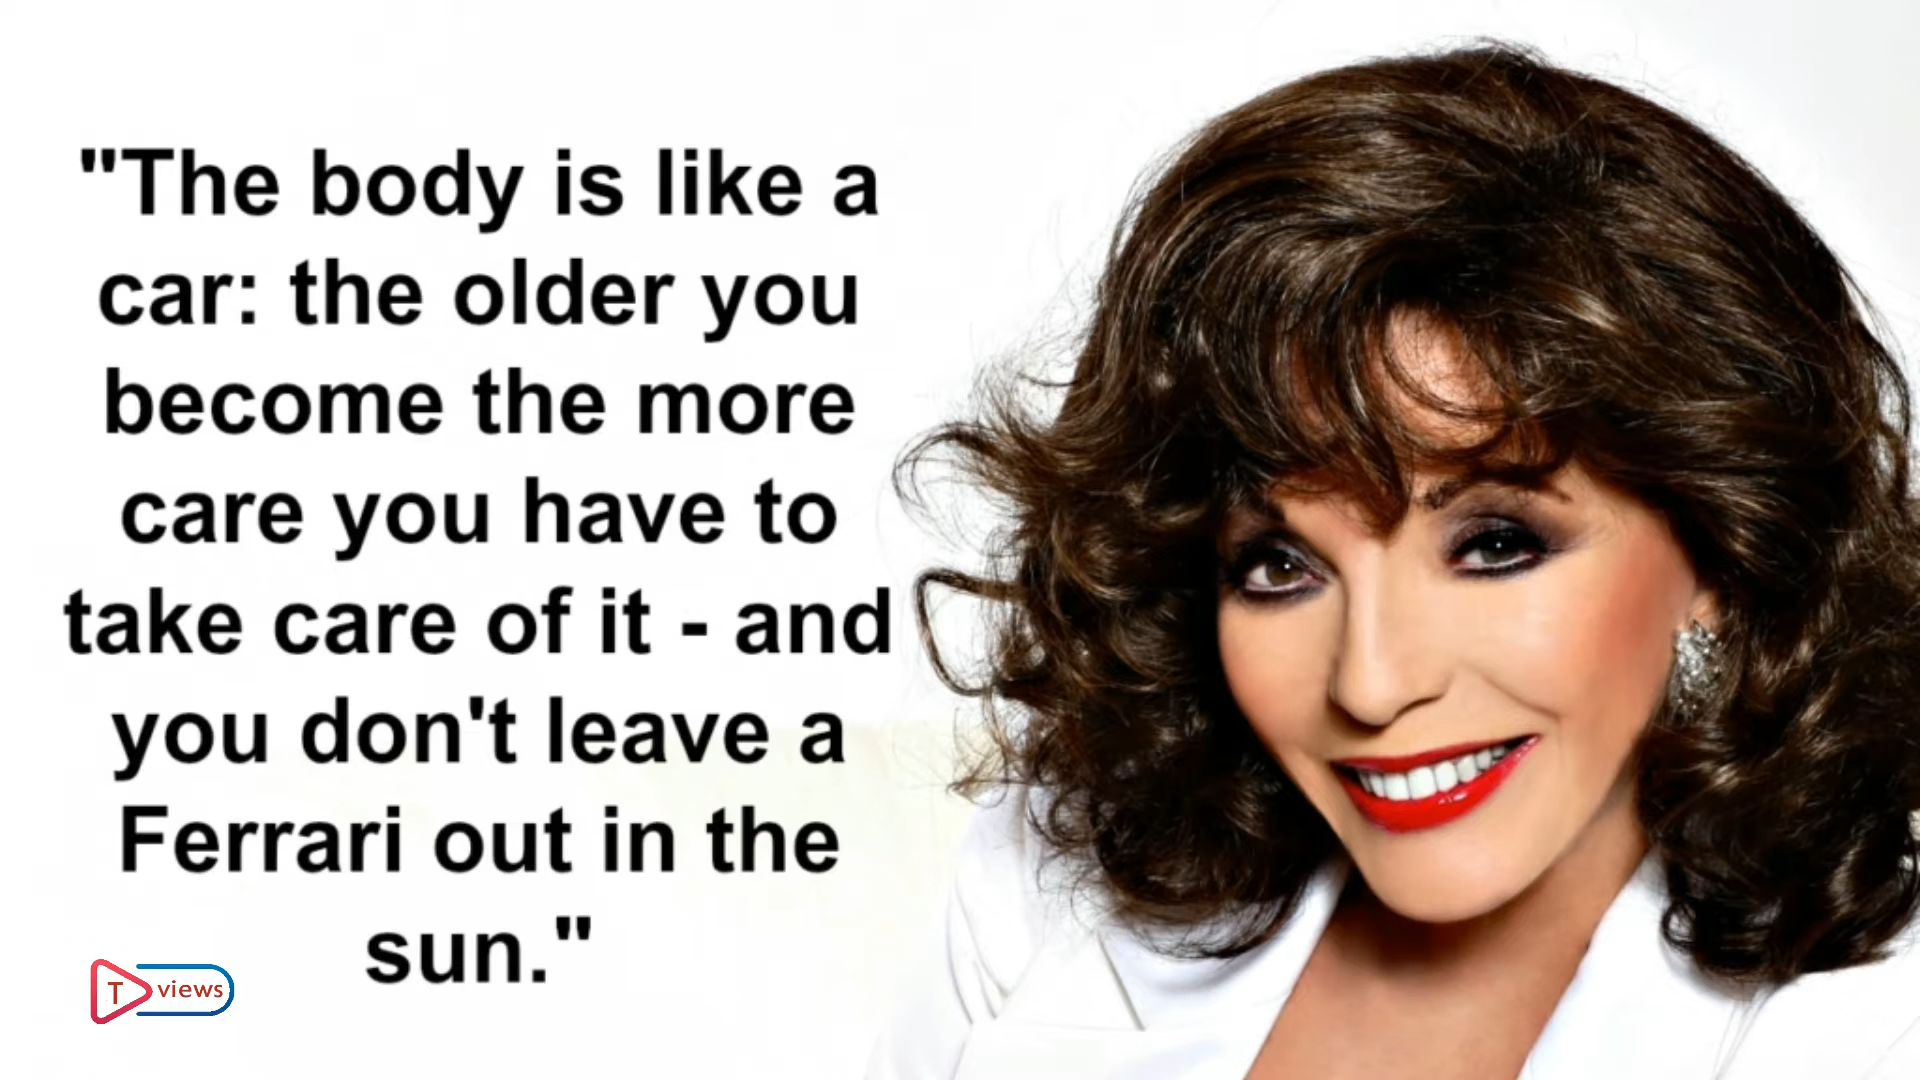 "The body is like a
car: the older you
become the more
care you have to
take care of it - and
you don't leave a
Ferrari out in the
sun."
T views